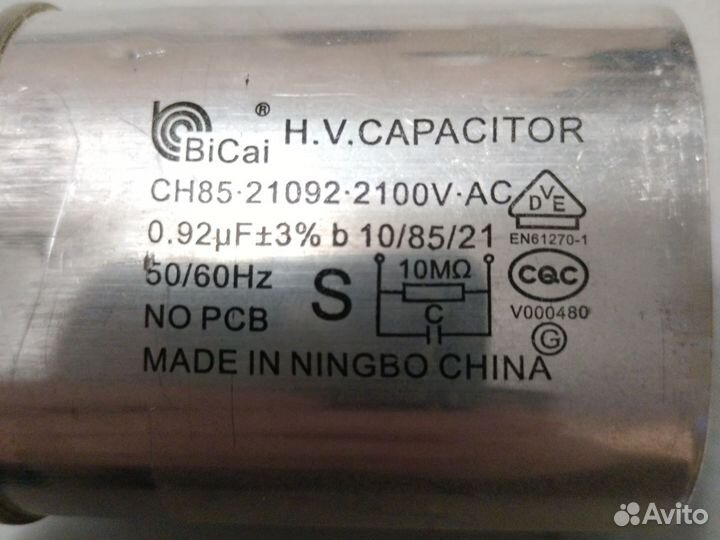 BiCai ® H.V.CAPACITOR
CH85·21092·2100V·AC
DVE
0.92μF±3% b 10/85/21
EN61270-1
50/60Hz
S
10MΩ
C
CQC
NO PCB
V000480
G
MADE IN NINGBO CHINA
Avito